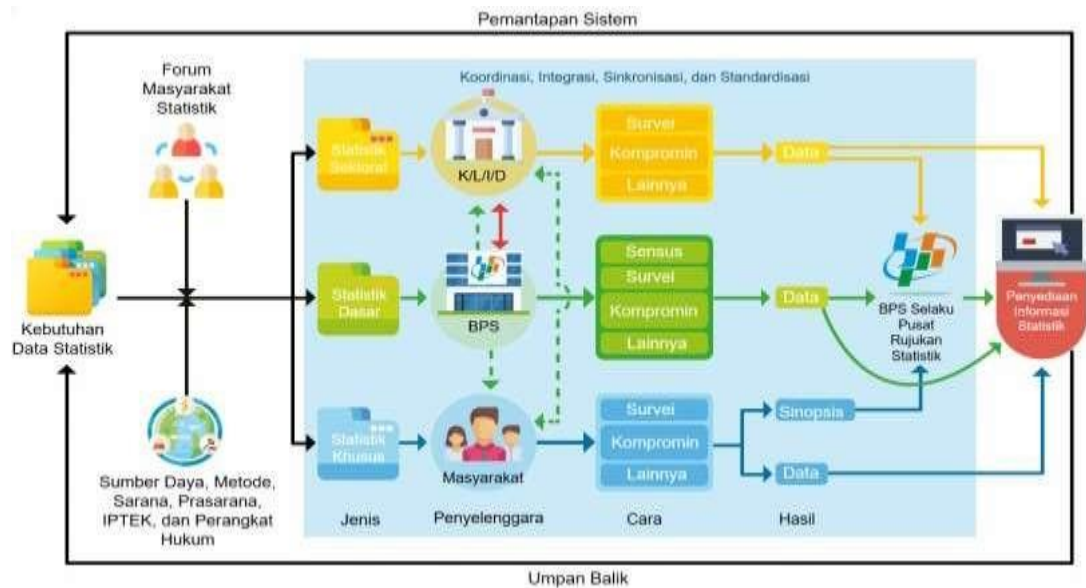 Pemantapan Sistem
Forum
Masyarakat
Statistik
Koordinasi, Integrasi, Sinkronisasi, dan Standardisasi
Statistik
Sektoral
K/L/I/D
Survei
Kompromin
Lainnya
Data
Kebutuhan
Data Statistik
Statistik
Dasar
BPS
Sensus
Survei
Kompromin
Lainnya
Data
BPS Selaku
Pusat
Rujukan
Statistik
Penyediaan
Informasi
Statistik
Sumber Daya, Metode,
Sarana, Prasarana,
IPTEK, dan Perangkat
Hukum
Statistik
Khusus
Masyarakat
Survei
Kompromin
Lainnya
Sinopsis
Data
Jenis
Penyelenggara
Cara
Hasil
Umpan Balik